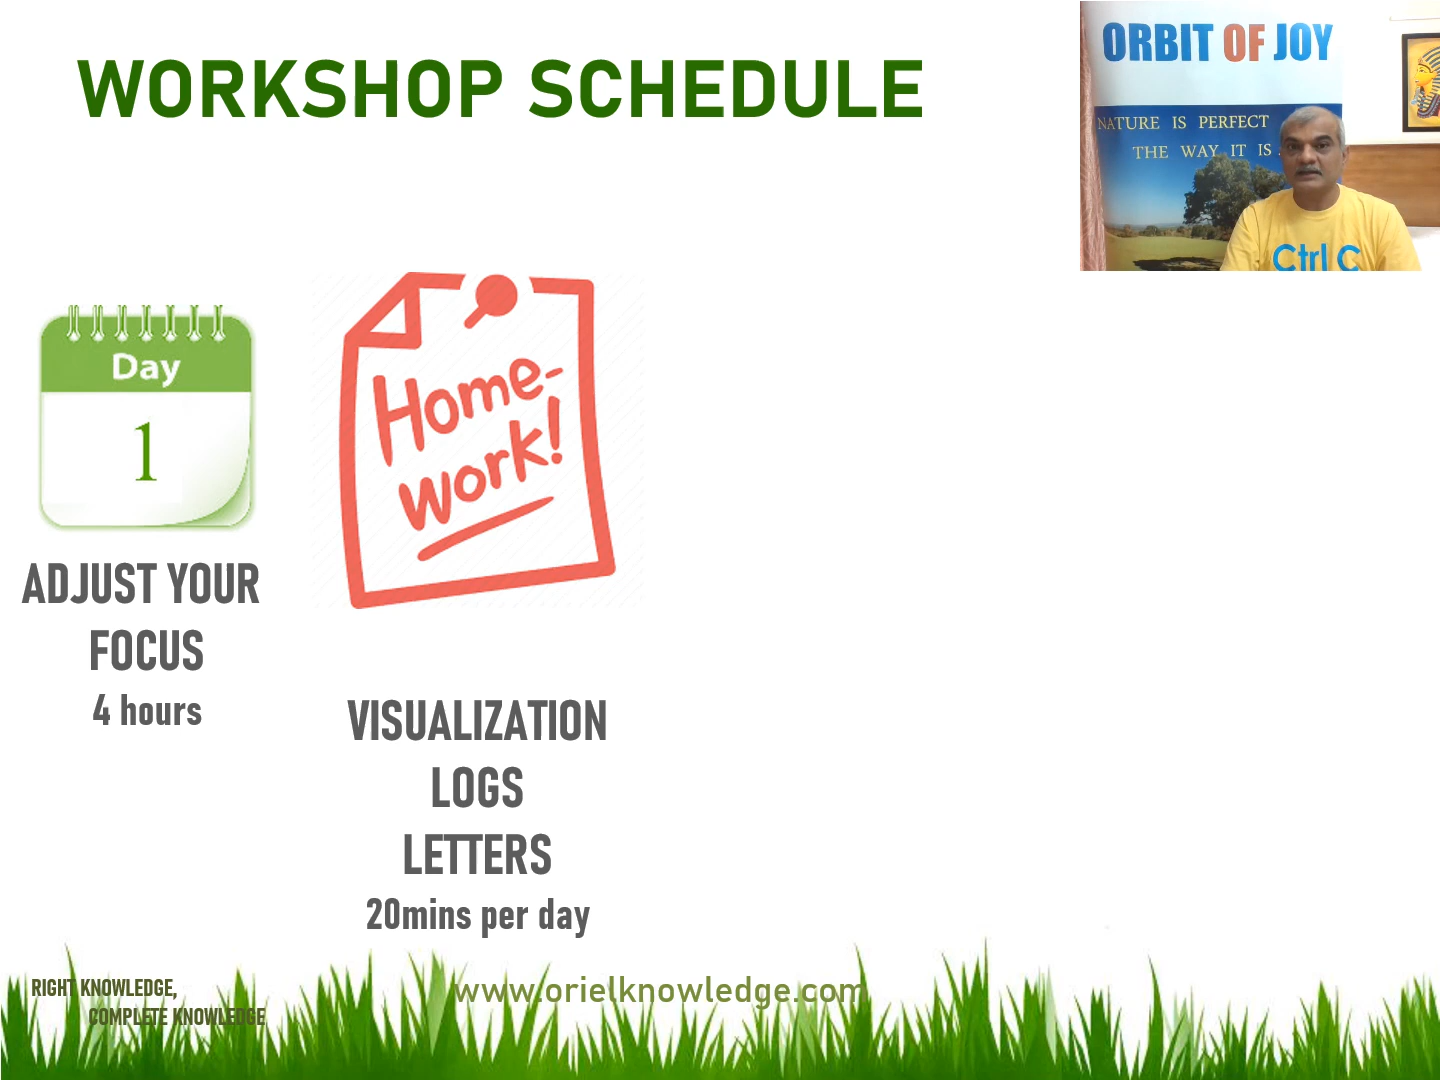 WORKSHOP SCHEDULE
ORBIT OF JOY
NATURE IS PERFECT
THE WAY IT IS
Ctrl C
Day
1
Home-
work!
ADJUST YOUR
FOCUS
4 hours
VISUALIZATION
LOGS
LETTERS
20mins per day
RIGHT KNOWLEDGE,
COMPLETE KNOWLEDGE
www.orielknowledge.com